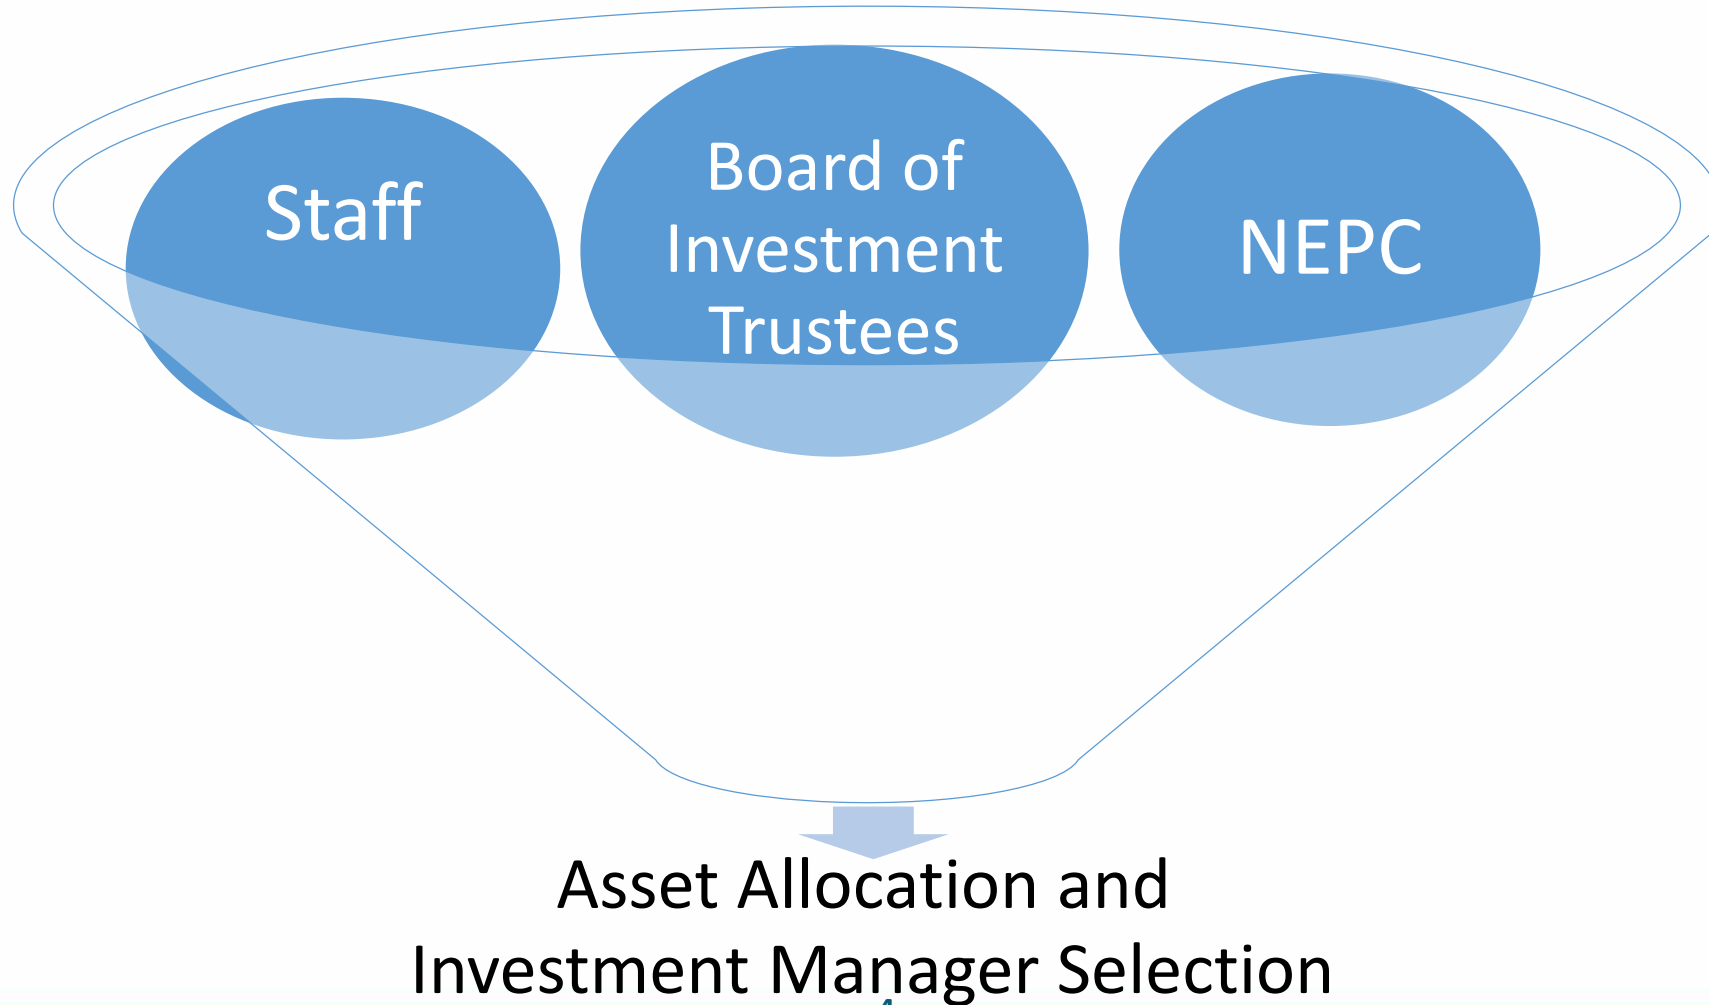 Staff
Board of
Investment
Trustees
NEPC
Asset Allocation and
Investment Manager Selection